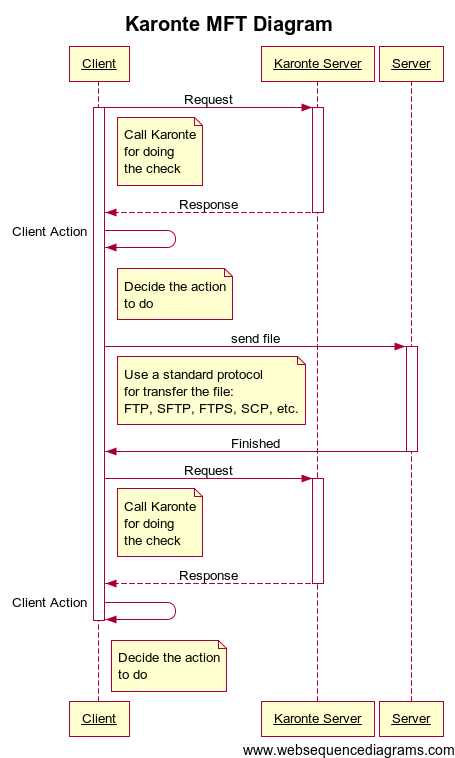 Karonte MFT Diagram
Client
Karonte Server
Server
Request
Call Karonte
for doing
the check
Response
Client Action
Decide the action
to do
send file
Use a standard protocol
for transfer the file:
FTP, SFTP, FTPS, SCP, etc.
Finished
Request
Call Karonte
for doing
the check
Response
Client Action
Decide the action
to do
Client
Karonte Server
Server
www.websequencediagrams.com